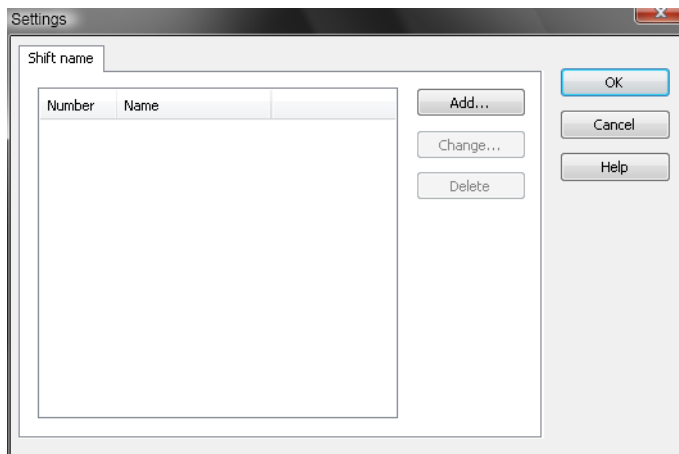 Settings
Shift name
Number Name
Add...
Change...
Delete
OK
Cancel
Help